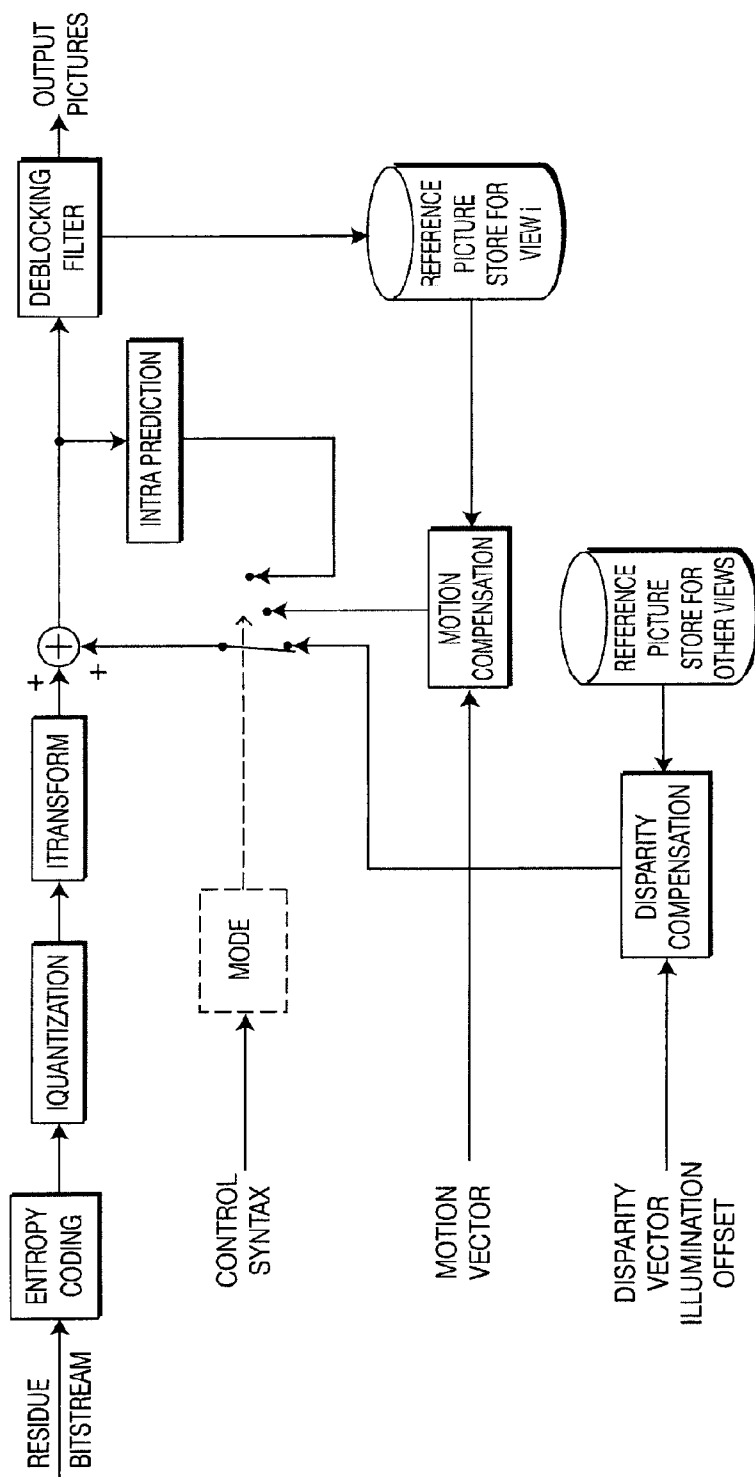 RESIDUE
BITSTREAM
ENTROPY
CODING
IQUANTIZATION
ITRANSFORM
+
+
DEBLOCKING
FILTER
OUTPUT
PICTURES
INTRA PREDICTION
CONTROL
SYNTAX
MODE
REFERENCE
PICTURE
STORE FOR
VIEW i
MOTION
VECTOR
MOTION
COMPENSATION
REFERENCE
PICTURE
STORE FOR
OTHER VIEWS
DISPARITY
VECTOR
ILLUMINATION
OFFSET
DISPARITY
COMPENSATION